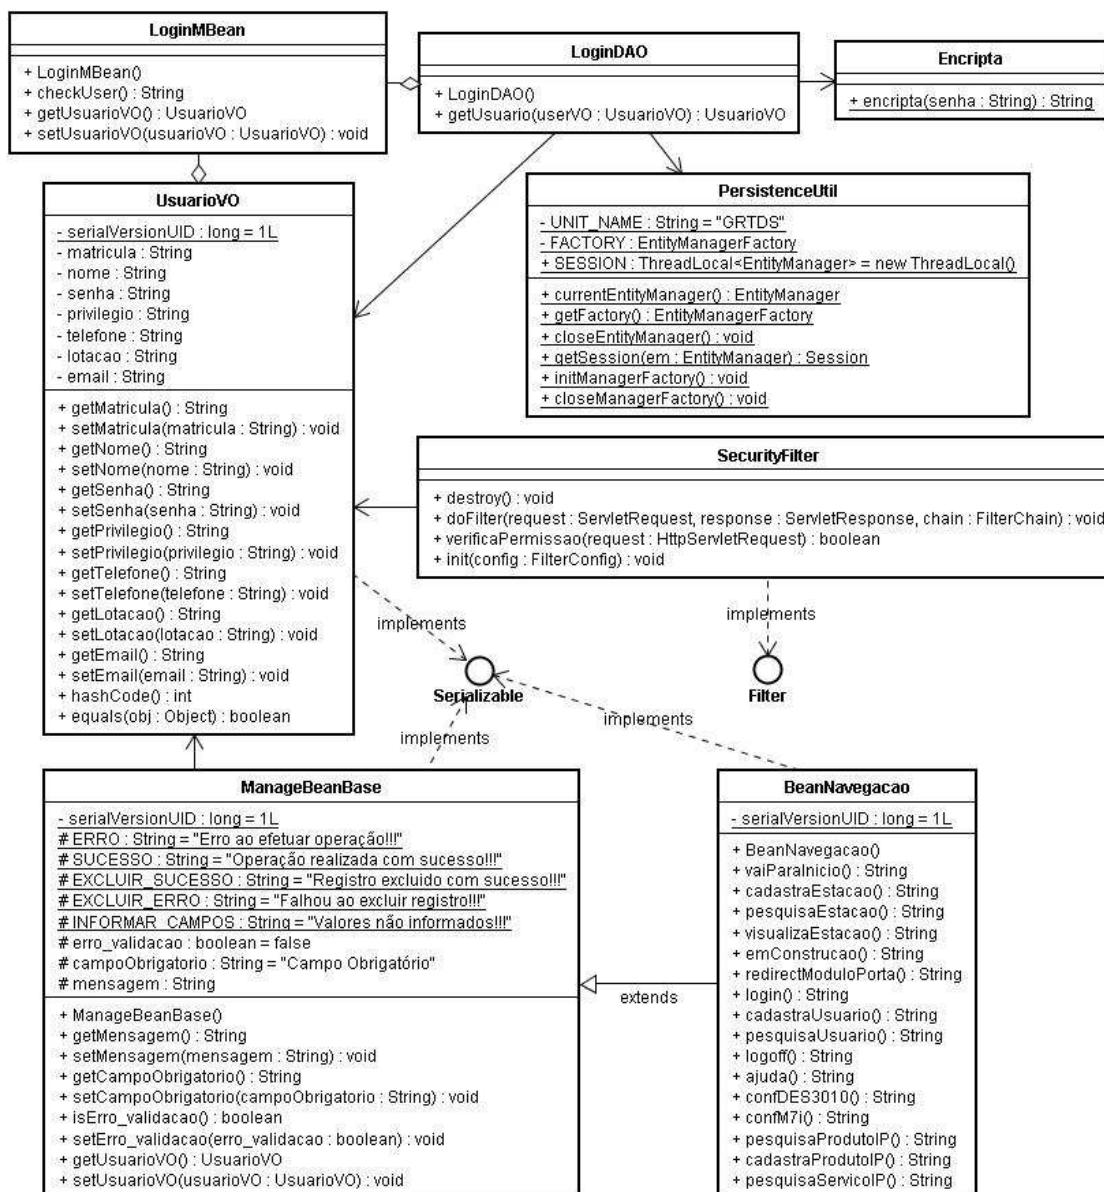 LoginMBean
+ LoginMBean()
+ checkUser() : String
+ getUsuarioVO() : UsuarioVO
+ setUsuarioVO(usuarioVO : UsuarioVO) : void
LoginDAO
+ LoginDAO()
+ getUsuario(userVO : UsuarioVO) : UsuarioVO
Encripta
+ encripta(senha : String) : String
UsuarioVO
- serialVersionUID : long = 1L
- matricula : String
- nome : String
- senha : String
- privilegio : String
- telefone : String
- lotacao : String
- email : String
+ getMatricula() : String
+ setMatricula(matricula : String) : void
+ getNome() : String
+ setNome(nome : String) : void
+ getSenha() : String
+ setSenha(senha : String) : void
+ getPrivilegio() : String
+ setPrivilegio(privilegio : String) : void
+ getTelefone() : String
+ setTelefone(telefone : String) : void
+ getLotacao() : String
+ setLotacao(lotacao : String) : void
+ getEmail() : String
+ setEmail(email : String) : void
+ hashCode() : int
+ equals(obj : Object) : boolean
PersistenceUtil
- UNIT_NAME : String = "GRTDS"
- FACTORY : EntityManagerFactory
+ SESSION : ThreadLocal<EntityManager> = new ThreadLocal()
+ currentEntityManager() : EntityManager
+ getFactory() : EntityManagerFactory
+ closeEntityManager() : void
+ getSession(em : EntityManager) : Session
+ initManagerFactory() : void
+ closeManagerFactory() : void
SecurityFilter
+ destroy() : void
+ doFilter(request : ServletRequest, response : ServletResponse, chain : FilterChain) : void
+ verificaPermissao(request : HttpServletRequest) : boolean
+ init(config : FilterConfig) : void
implements
implements
Serializable
Filter
implements
implements
ManageBeanBase
- serialVersionUID : long = 1L
# ERRO : String = "Erro ao efetuar operação!!!"
# SUCESSO : String = "Operação realizada com sucesso!!!"
# EXCLUIR_SUCESSO : String = "Registro excluido com sucesso!!!"
# EXCLUIR_ERRO : String = "Falhou ao excluir registro!!!"
# INFORMAR_CAMPOS : String = "Valores não informados!!!"
# erro_validacao : boolean = false
# campoObrigatorio : String = "Campo Obrigatório"
# mensagem : String
+ ManageBeanBase()
+ getMensagem() : String
+ setMensagem(mensagem : String) : void
+ getCampoObrigatorio() : String
+ setCampoObrigatorio(campoObrigatorio : String) : void
+ isErro_validacao() : boolean
+ setErro_validacao(erro_validacao : boolean) : void
+ getUsuarioVO() : UsuarioVO
+ setUsuarioVO(usuarioVO : UsuarioVO) : void
extends
BeanNavegacao
- serialVersionUID : long = 1L
+ BeanNavegacao()
+ vaiParaInicio() : String
+ cadastraEstacao() : String
+ pesquisaEstacao() : String
+ visualizaEstacao() : String
+ emConstrucao() : String
+ redirectModuloPorta() : String
+ login() : String
+ cadastraUsuario() : String
+ pesquisaUsuario() : String
+ logoff() : String
+ ajuda() : String
+ confDES3010() : String
+ confM7i() : String
+ pesquisaProdutoIP() : String
+ cadastraProdutoIP() : String
+ pesquisaServicoIP() : String